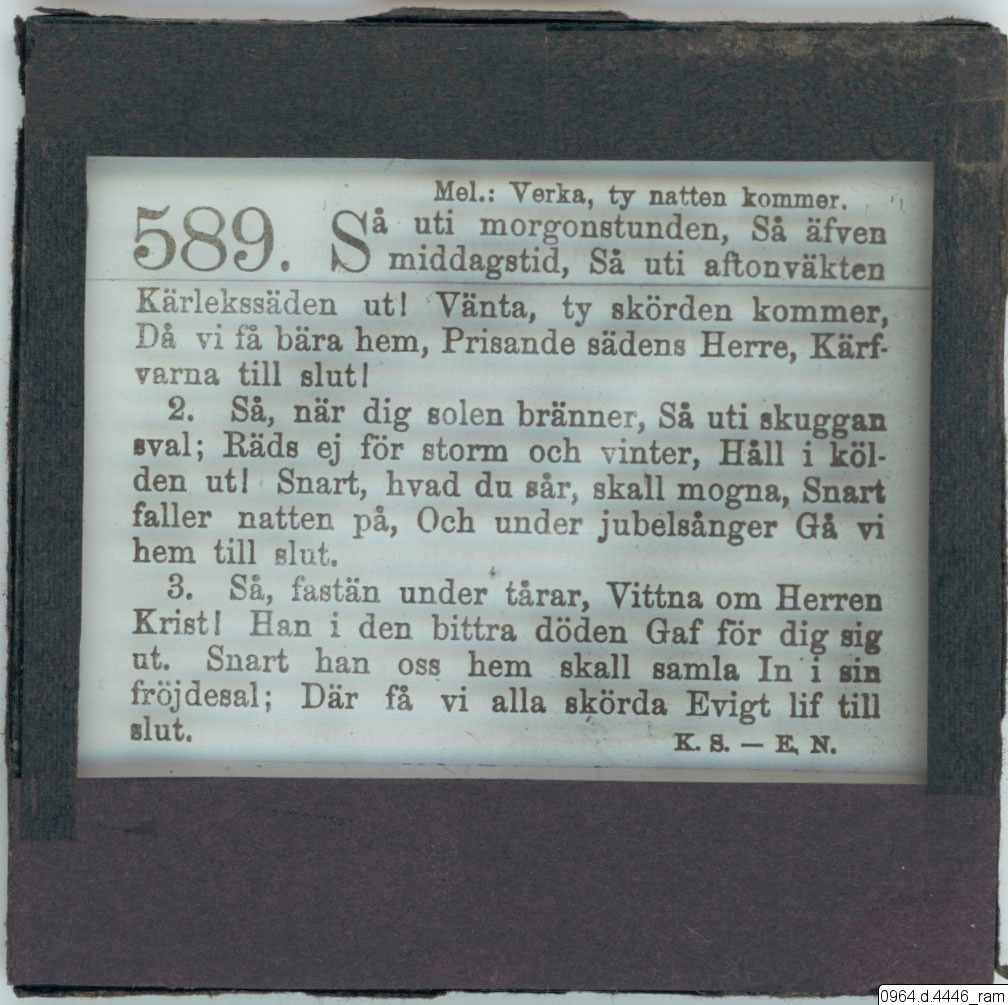 Mel.: Verka, ty natten kommer.
589. Så uti morgonstunden, Så äfven
middagstid, Så uti aftonväkten
Kärlekssäden ut! Vänta, ty skörden kommer,
Då vi få bära hem, Prisande sädens Herre, Kärf-
varna till slut!
2. Så, när dig solen bränner, Så uti skuggan
sval; Räds ej för storm och vinter, Håll i köl-
den ut! Snart, hvad du sår, skall mogna, Snart
faller natten på, Och under jubelsånger Gå vi
hem till slut.
3. Så, fastän under tårar, Vittna om Herren
Krist! Han i den bittra döden Gaf för dig sig
ut. Snart han oss hem skall samla In i sin
fröjdesal; Där få vi alla skörda Evigt lif till
slut.
K. S. — E. N.
0964.d.4446_ram